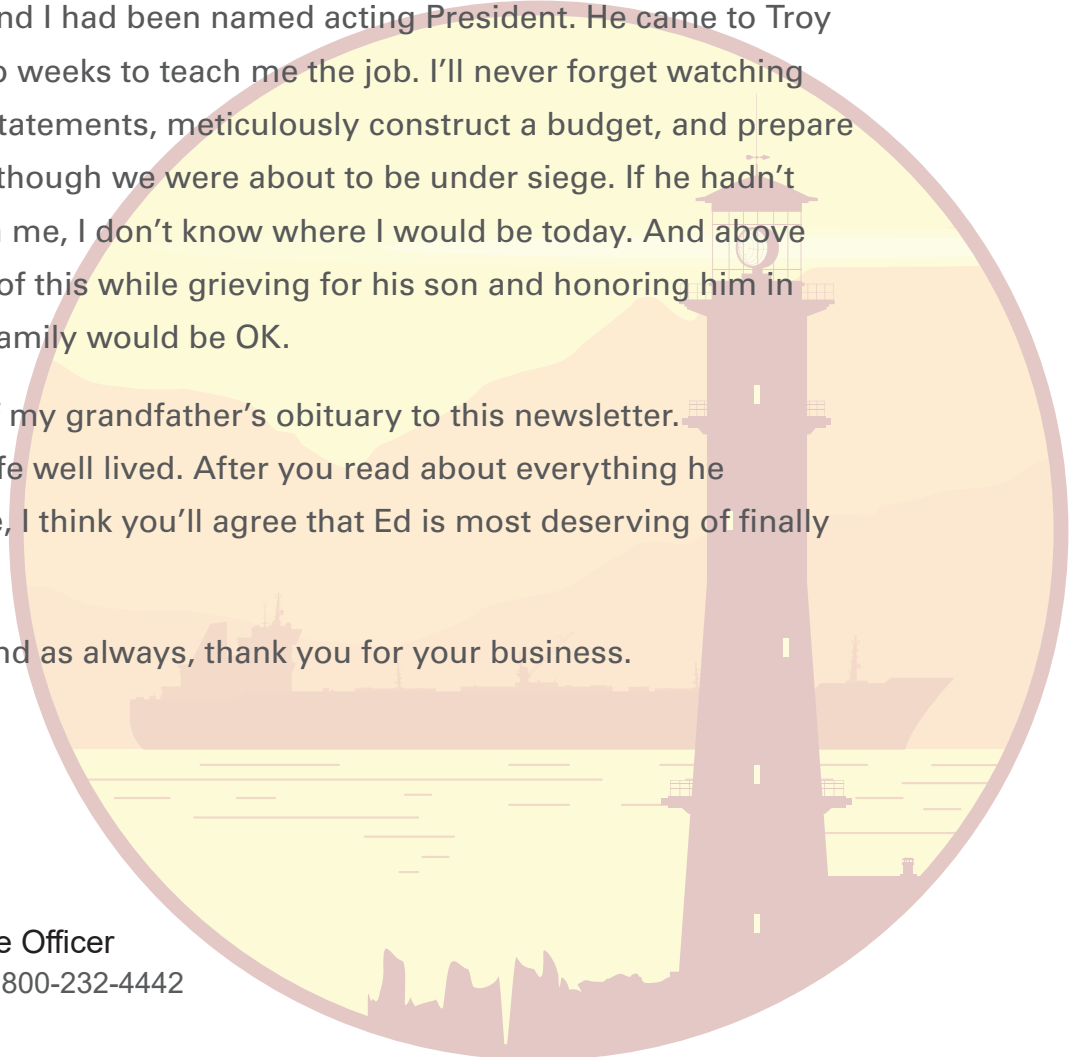 nd I had been named acting President. He came to Troy
o weeks to teach me the job. I’ll never forget watching
tatements, meticulously construct a budget, and prepare
though we were about to be under siege. If he hadn’t
n me, I don’t know where I would be today. And above
of this while grieving for his son and honoring him in
amily would be OK.
f my grandfather’s obituary to this newsletter.
fe well lived. After you read about everything he
e, I think you’ll agree that Ed is most deserving of finally
nd as always, thank you for your business.
e Officer
800-232-4442